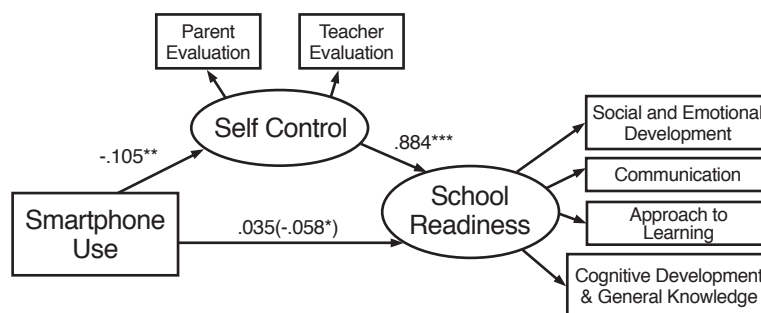 Parent
Evaluation
Teacher
Evaluation
Self Control
-.105**
.884***
Smartphone
Use
.035(-.058*)
School
Readiness
Social and Emotional
Development
Communication
Approach to
Learning
Cognitive Development
& General Knowledge